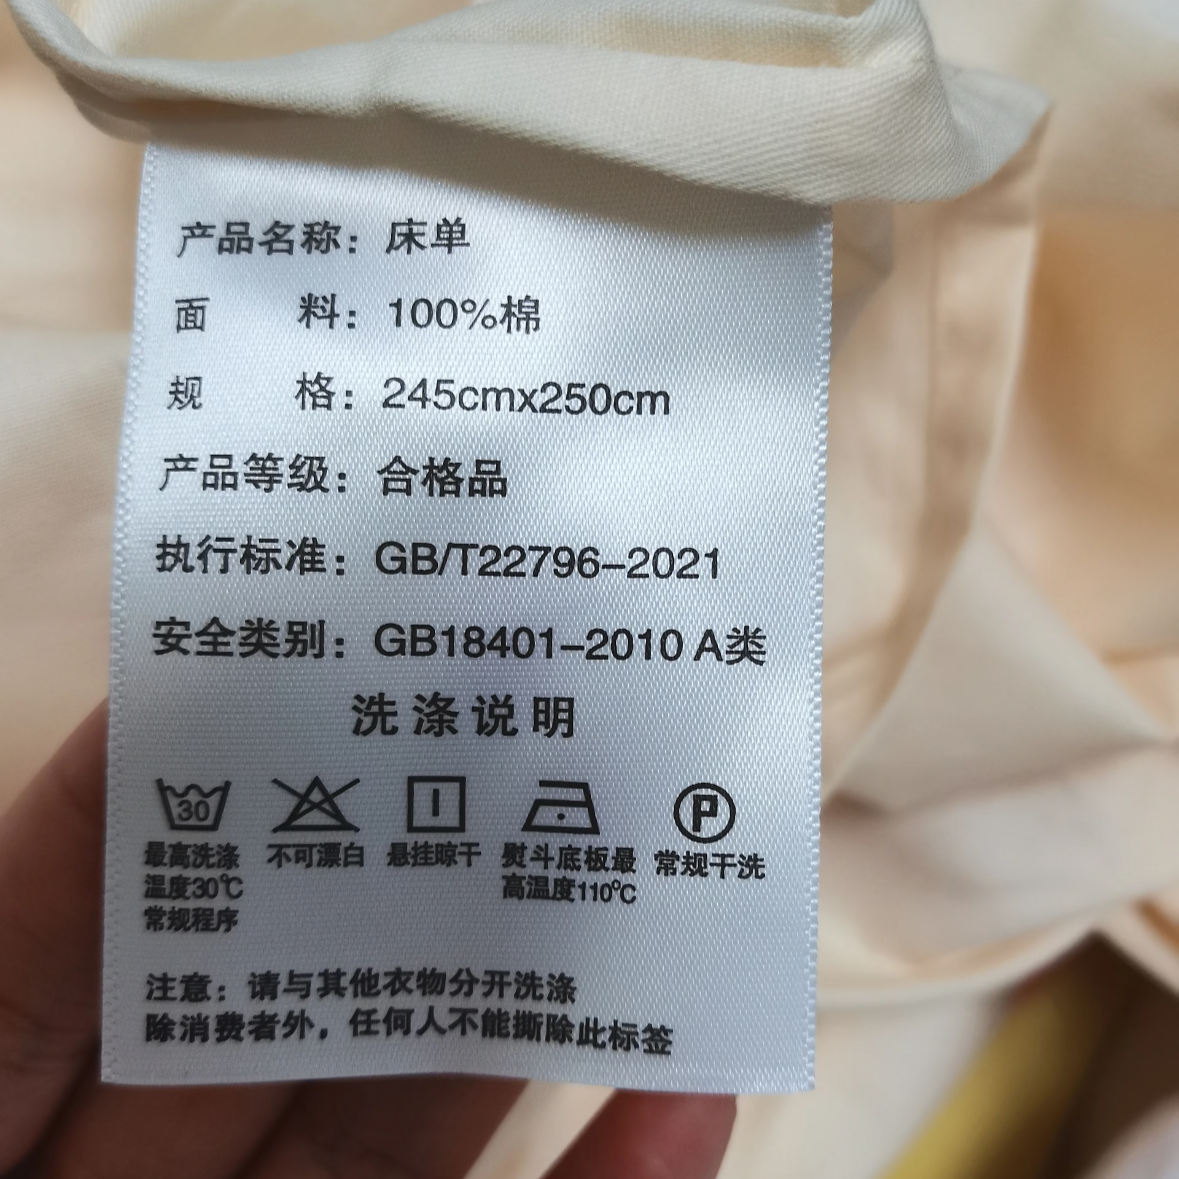 产品名称：床单
面 料：100%棉
规 格：245cmx250cm
产品等级：合格品
执行标准：GB/T22796-2021
安全类别：GB18401-2010 A类
洗涤说明
30 P
最高洗涤 不可漂白 悬挂晾干 熨斗底板最 常规干洗
温度30℃ 高温度110℃
常规程序
注意：请与其他衣物分开洗涤
除消费者外，任何人不能撕除此标签